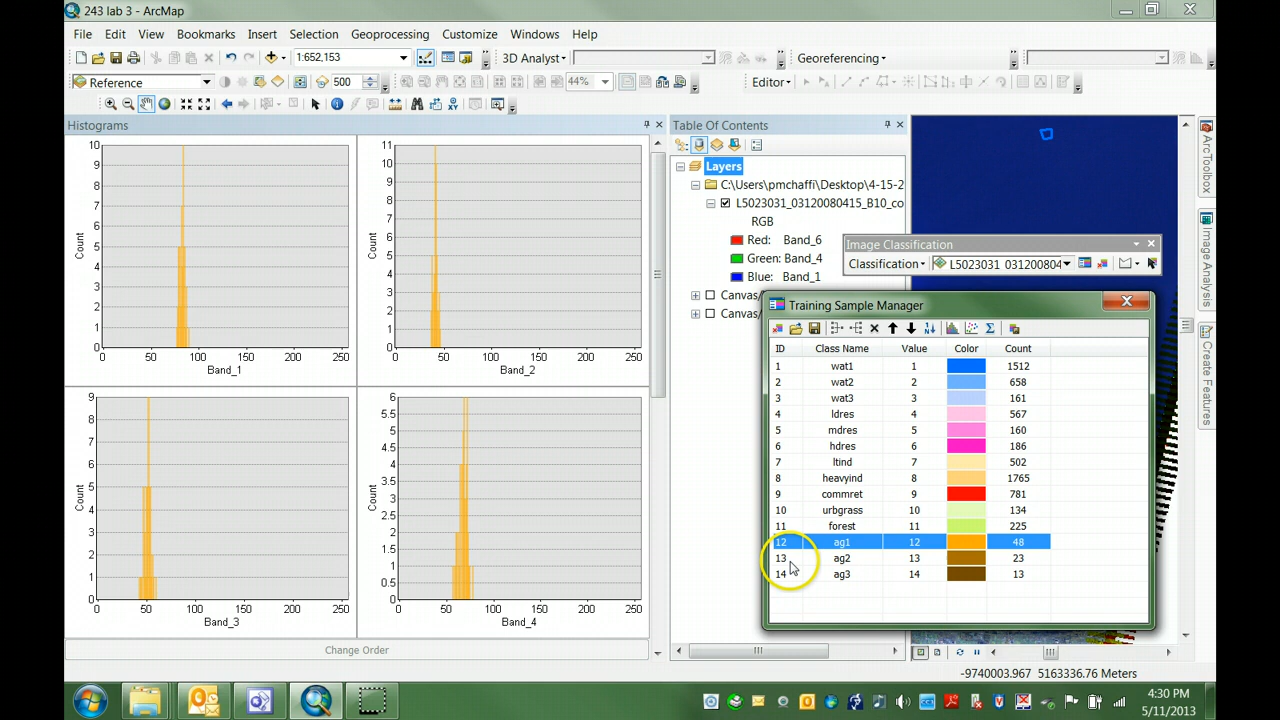 243 lab 3 - ArcMap
File Edit View Bookmarks Insert Selection Geoprocessing Customize Windows Help
1:652,153 3D Analyst Georeferencing
Reference 500 44% Editor
Histograms
10
9
8
7
6
5
4
3
2
1
0 50 100 150 200 250
Count
Band_1
11
10
9
8
7
6
5
4
3
2
1
0 50 100 150 200 250
Count
Band_2
9
8
7
6
5
4
3
2
1
0 50 100 150 200 250
Count
Band_3
6
5.5
5
4.5
4
3.5
3
2.5
2
1.5
1
0.5
0 50 100 150 200 250
Count
Band_4
Change Order
Table Of Contents
Layers
C:\Users\pmchaffi\Desktop\4-15-2
L5023031_03120080415_B10_co
RGB
Red: Band_6
Green: Band_4
Blue: Band_1
Canvas/
Canvas/
Image Classification
Classification L5023031_031200804
Training Sample Manager
ID Class Name Value Color Count
1 wat1 1 1512
2 wat2 2 658
3 wat3 3 161
4 ldres 4 567
5 mdres 5 160
6 hdres 6 186
7 ltind 7 502
8 heavyind 8 1765
9 commret 9 781
10 urbgrass 10 134
11 forest 11 225
12 ag1 12 48
13 ag2 13 23
14 ag3 14 13
ArcToolbox
Image Analysis
Create Features
-9740003.967 5163336.76 Meters
4:30 PM
5/11/2013